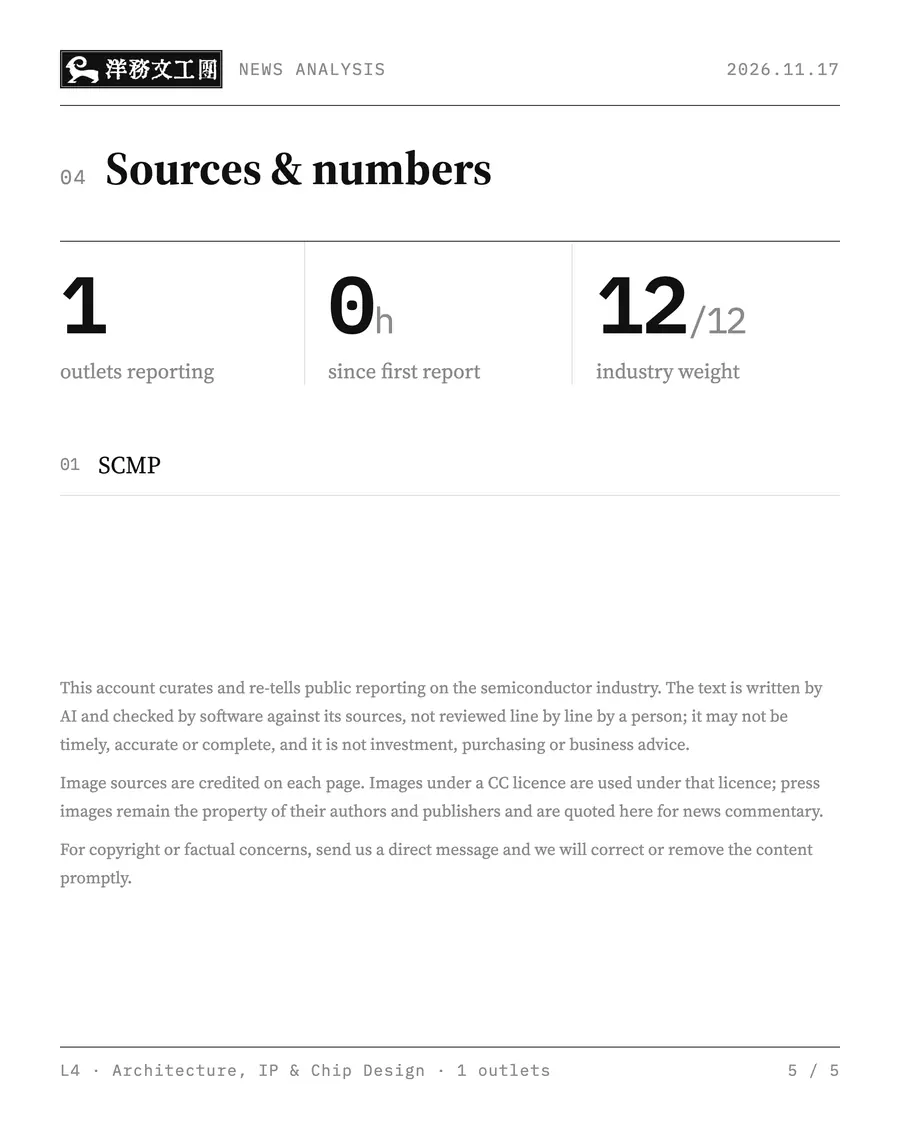 洋務文工團 NEWS ANALYSIS 2026.11.17
04 Sources & numbers
1 0h 12/12
outlets reporting since first report industry weight
01 SCMP
This account curates and re-tells public reporting on the semiconductor industry. The text is written by
AI and checked by software against its sources, not reviewed line by line by a person; it may not be
timely, accurate or complete, and it is not investment, purchasing or business advice.
Image sources are credited on each page. Images under a CC licence are used under that licence; press
images remain the property of their authors and publishers and are quoted here for news commentary.
For copyright or factual concerns, send us a direct message and we will correct or remove the content
promptly.
L4 · Architecture, IP & Chip Design · 1 outlets 5 / 5